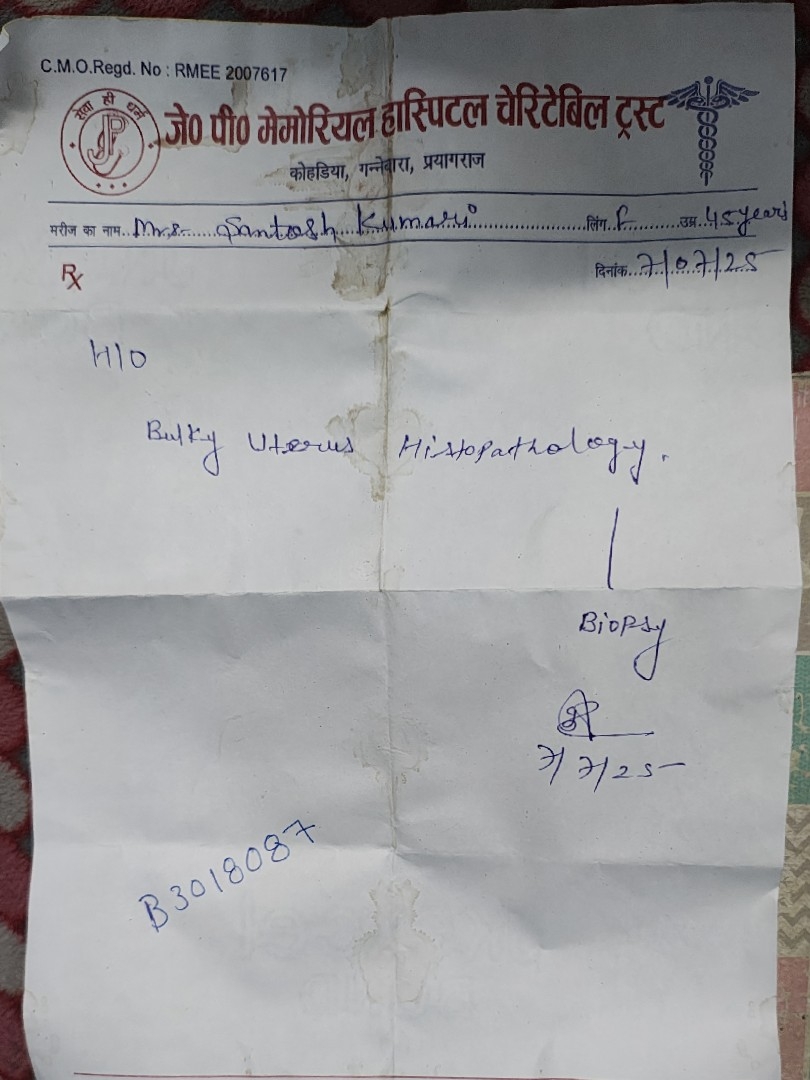 C.M.O.Regd. No : RMEE 2007617
सेवा ही धर्म
JP
जे0 पी0 मेमोरियल हास्पिटल चेरिटेबिल ट्रस्ट
कोहडिया, गन्नेवारा, प्रयागराज
मरीज का नाम.. Mrs. Santosh Kumari लिंग. F उम्र. 45 years
Rx
दिनांक... 7/07/25
H/O
Bulky Uterus Histopathology.
Biopsy
7/7/25
B3018087